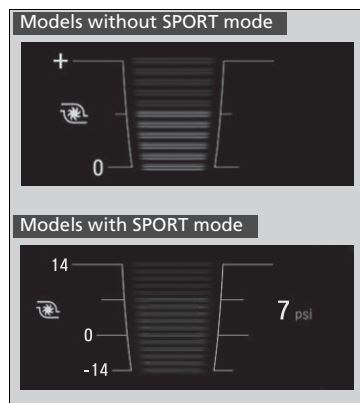 Models without SPORT mode
+
0
Models with SPORT mode
14
7 psi
0
-14